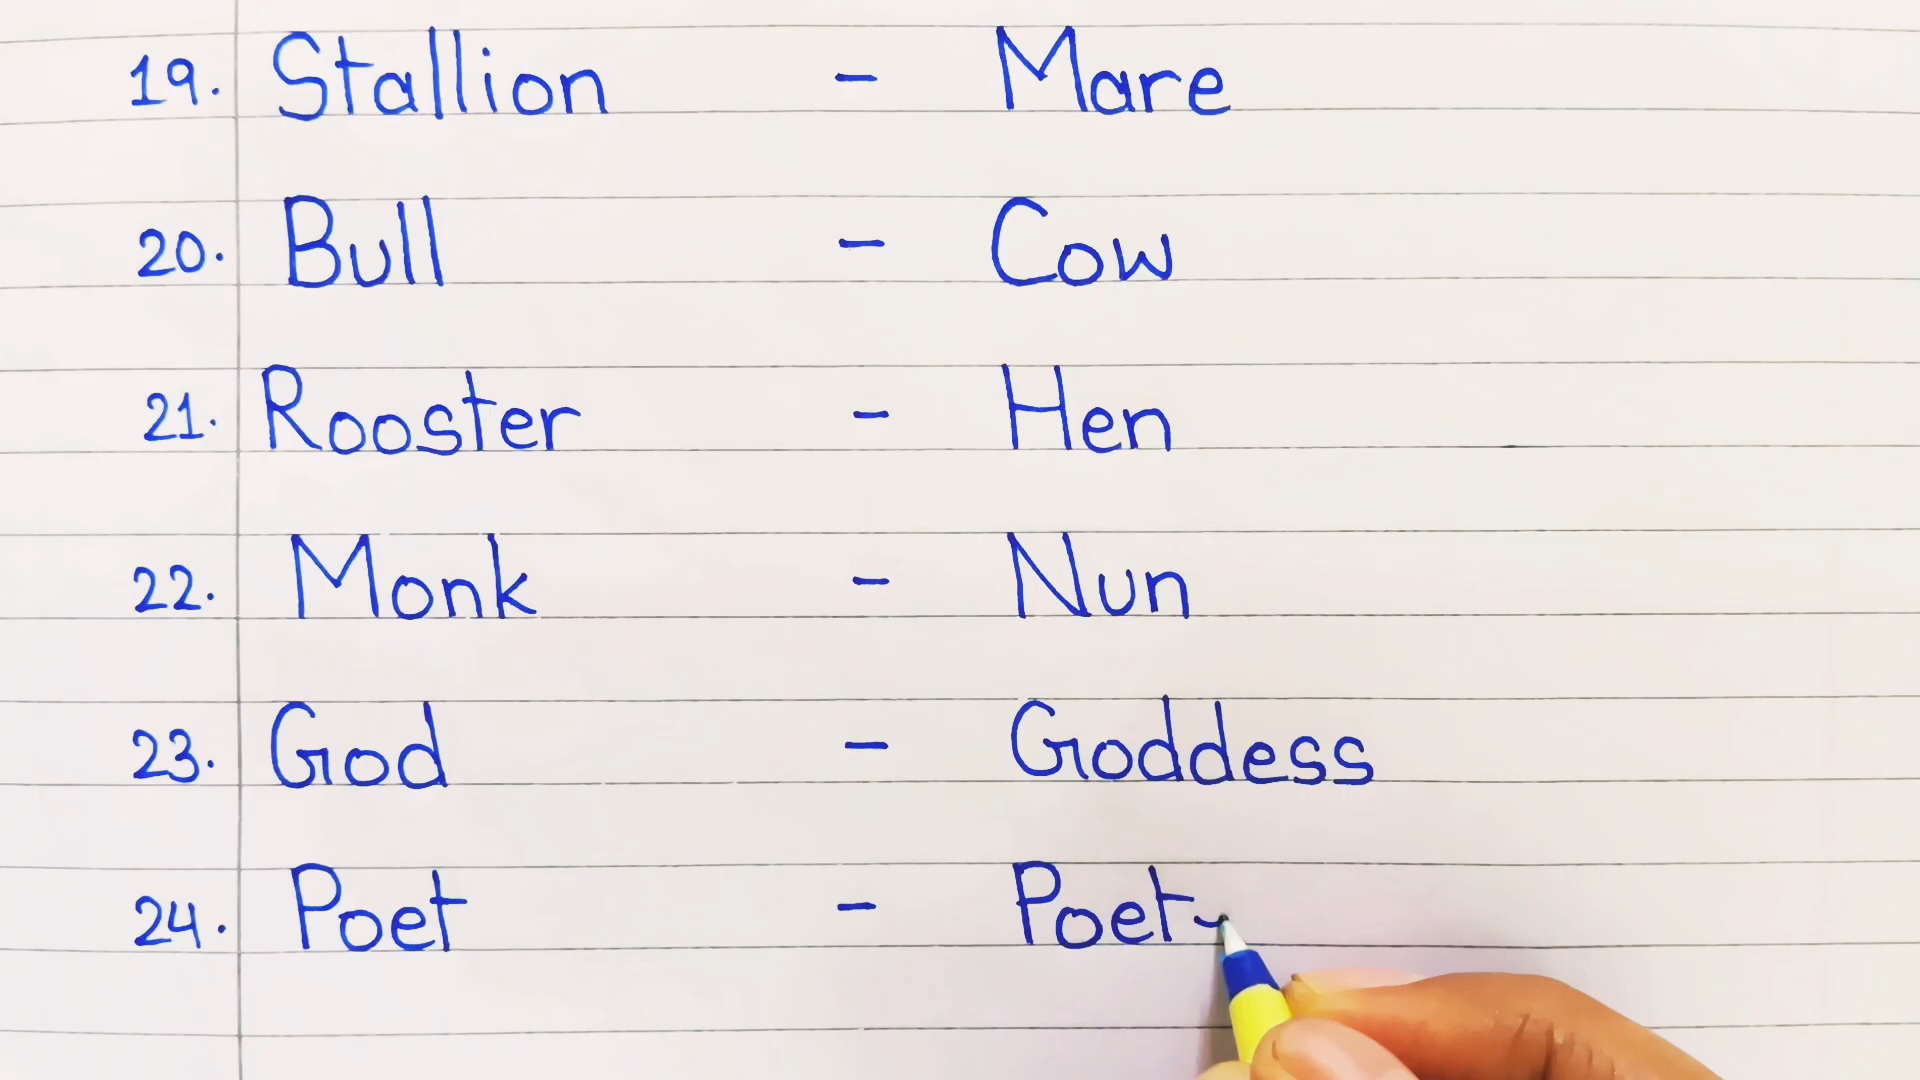 19. Stallion - Mare
20. Bull - Cow
21. Rooster - Hen
22. Monk - Nun
23. God - Goddess
24. Poet - Poet